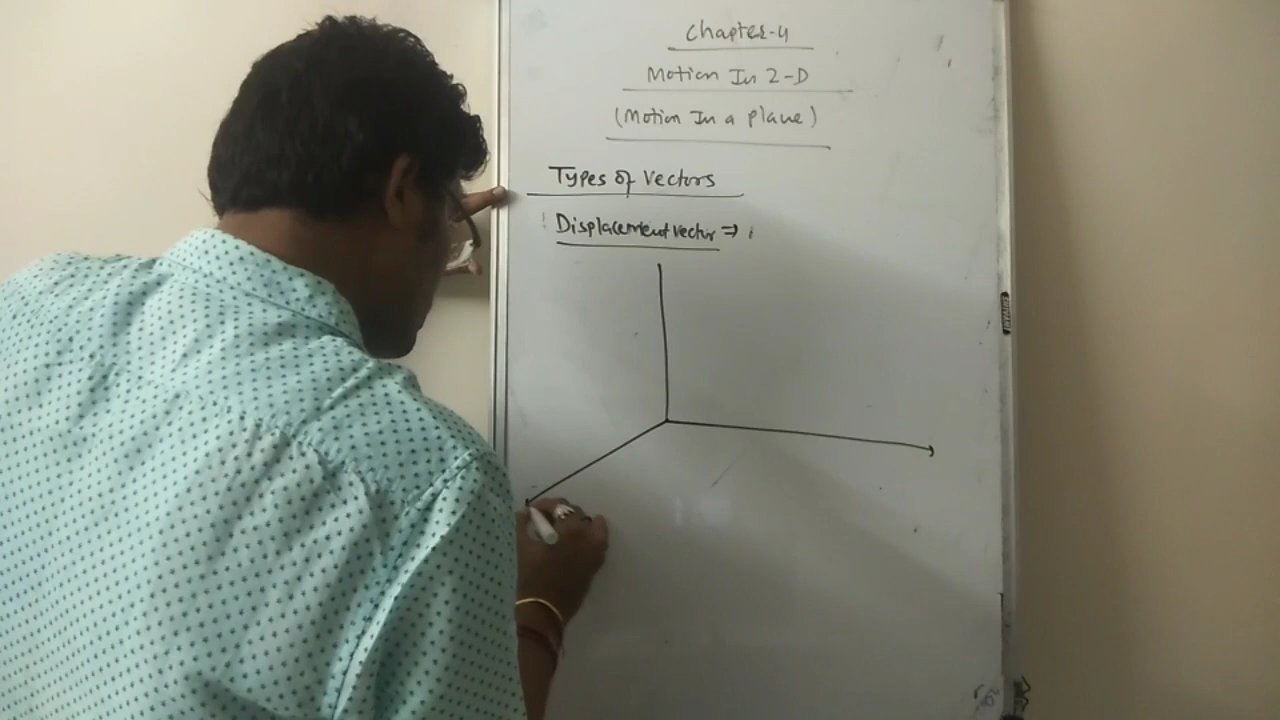 Chapter-4
Motion In 2-D
(Motion In a plane)
Types of Vectors
Displacement vector ⇒